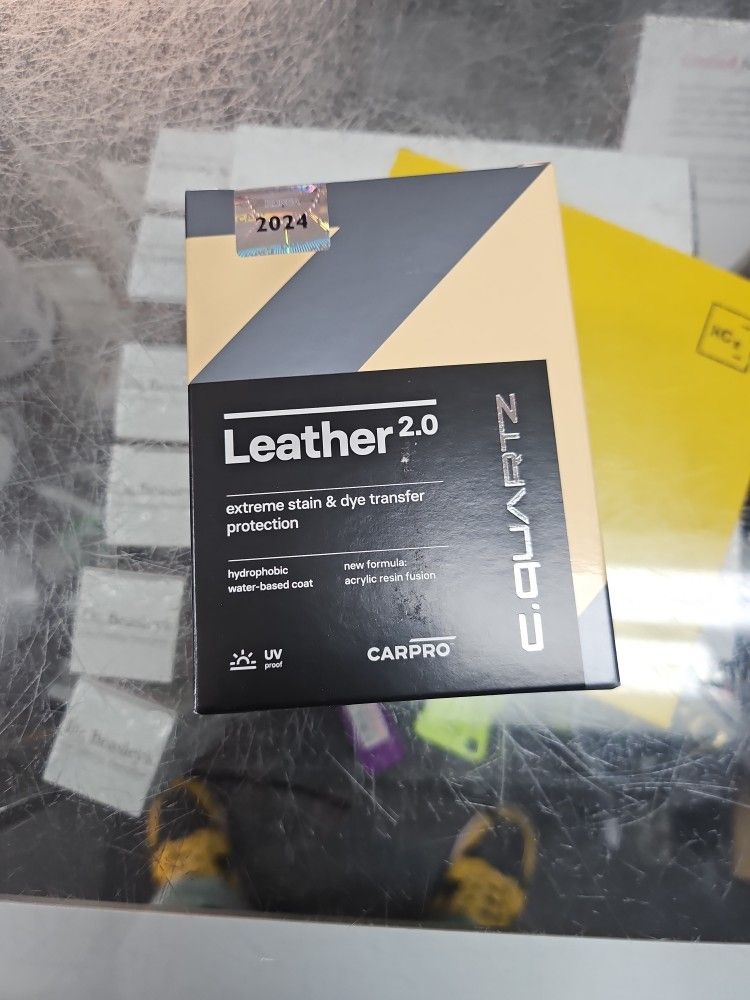 2024
Leather 2.0
extreme stain & dye transfer
protection
hydrophobic
water-based coat
new formula:
acrylic resin fusion
UV
proof
CARPRO
C.QUARTZ